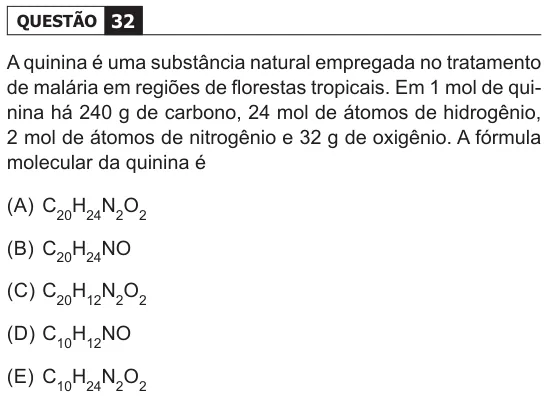 QUESTÃO 32
A quinina é uma substância natural empregada no tratamento
de malária em regiões de florestas tropicais. Em 1 mol de qui-
nina há 240 g de carbono, 24 mol de átomos de hidrogênio,
2 mol de átomos de nitrogênio e 32 g de oxigênio. A fórmula
molecular da quinina é
(A) C₂₀H₂₄N₂O₂
(B) C₂₀H₂₄NO
(C) C₂₀H₁₂N₂O₂
(D) C₁₀H₁₂NO
(E) C₁₀H₂₄N₂O₂